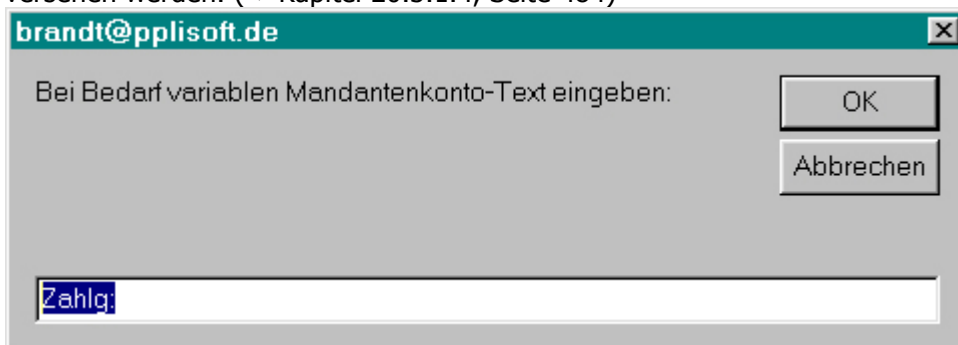 brandt@pplisoft.de
Bei Bedarf variablen Mandantenkonto-Text eingeben:
OK
Abbrechen
Zahlg: